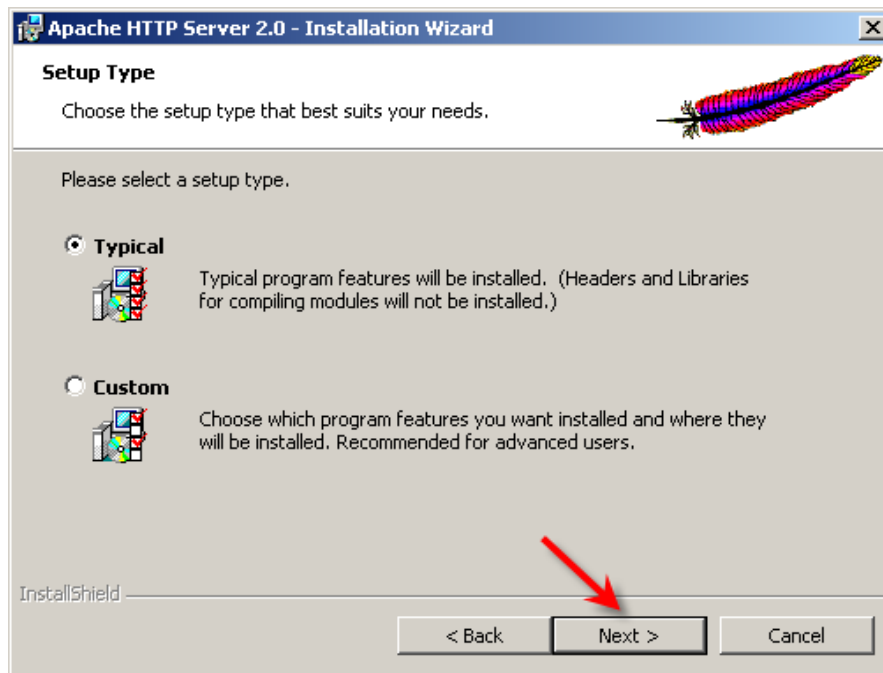 Apache HTTP Server 2.0 - Installation Wizard
Setup Type
Choose the setup type that best suits your needs.
Please select a setup type.
Typical
Typical program features will be installed.  (Headers and Libraries
for compiling modules will not be installed.)
Custom
Choose which program features you want installed and where they
will be installed. Recommended for advanced users.
InstallShield
< Back
Next >
Cancel